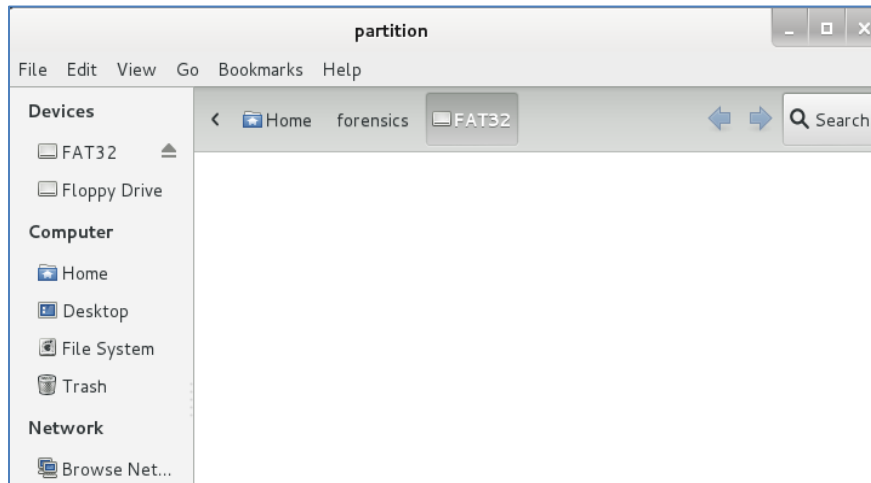 partition
File Edit View Go Bookmarks Help
Devices
FAT32
Floppy Drive
Computer
Home
Desktop
File System
Trash
Network
Browse Net...
Home forensics FAT32 Search